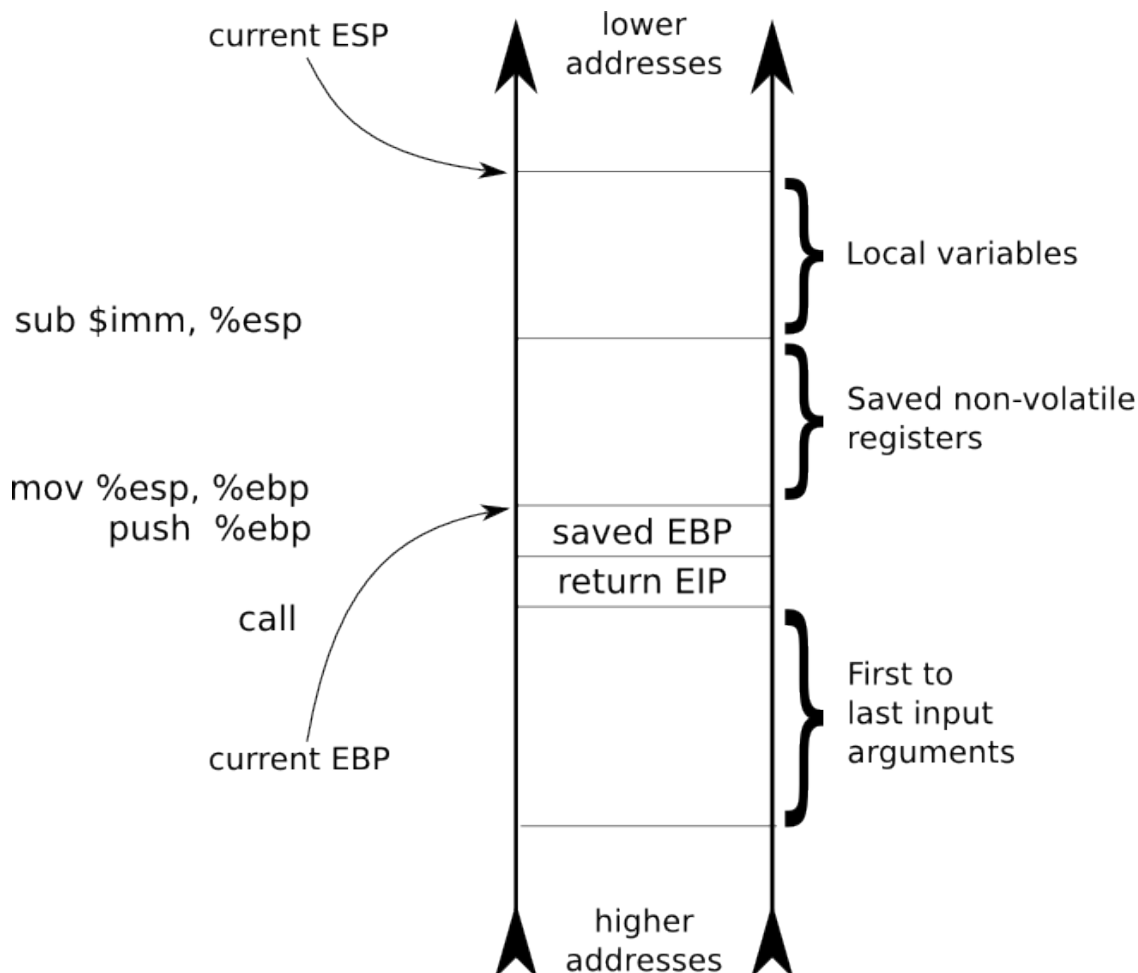 current ESP
lower
addresses
Local variables
sub $imm, %esp
Saved non-volatile
registers
mov %esp, %ebp
push %ebp
saved EBP
return EIP
call
First to
last input
arguments
current EBP
higher
addresses